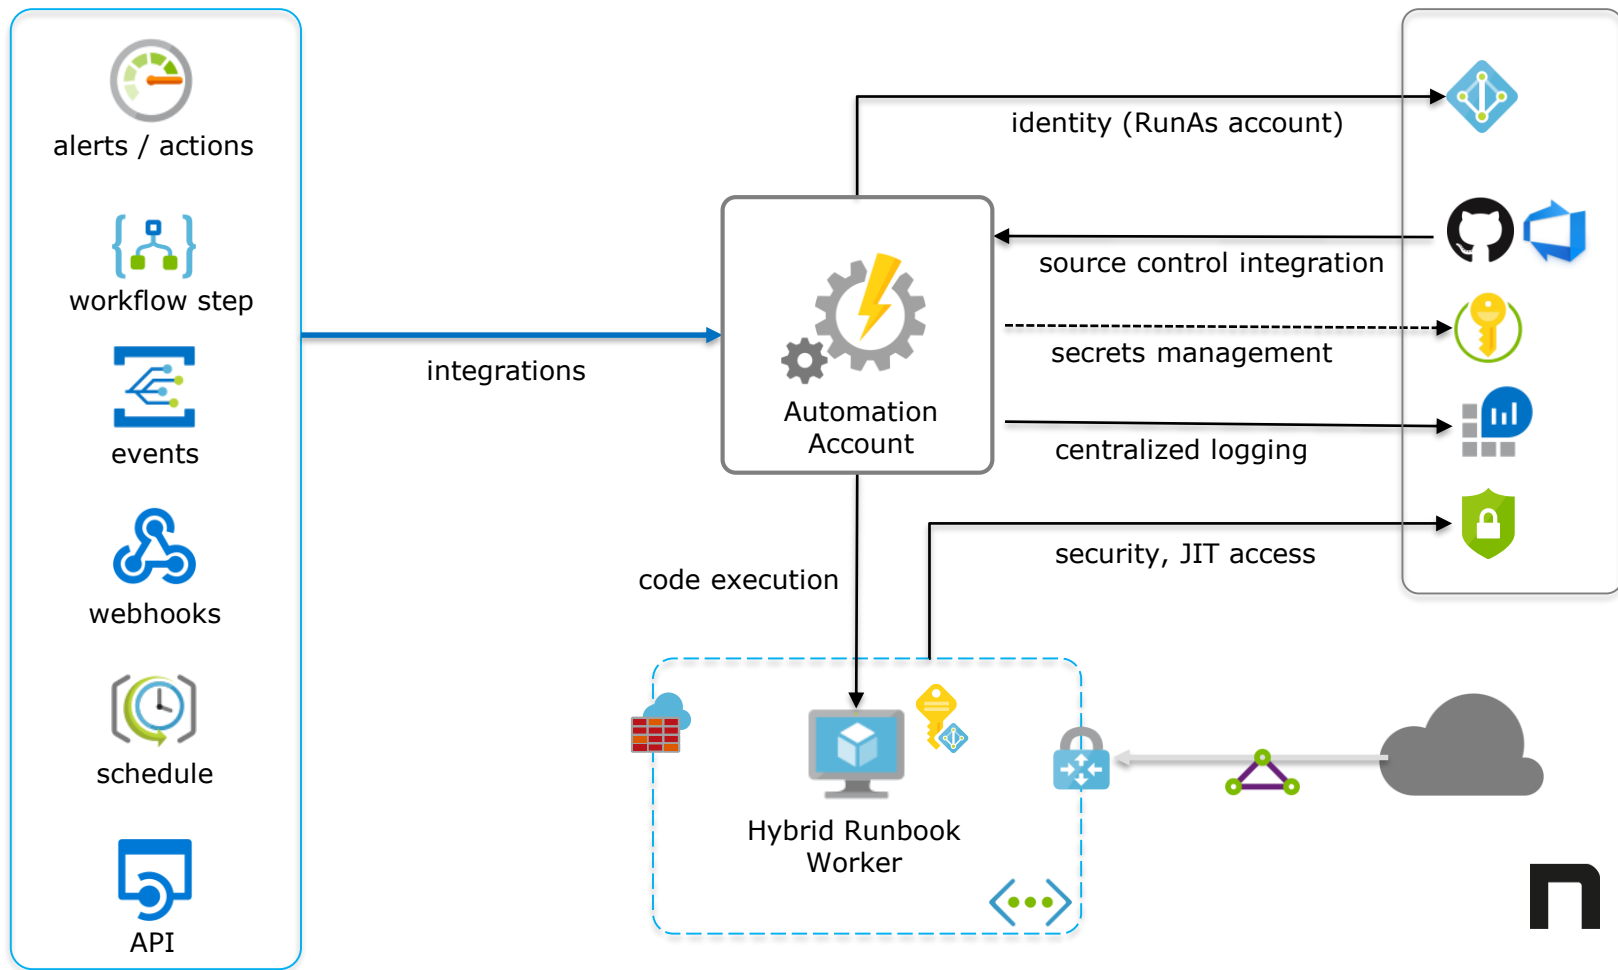 alerts / actions
workflow step
events
webhooks
schedule
API
integrations
identity (RunAs account)
source control integration
secrets management
centralized logging
security, JIT access
Automation
Account
code execution
Hybrid Runbook
Worker